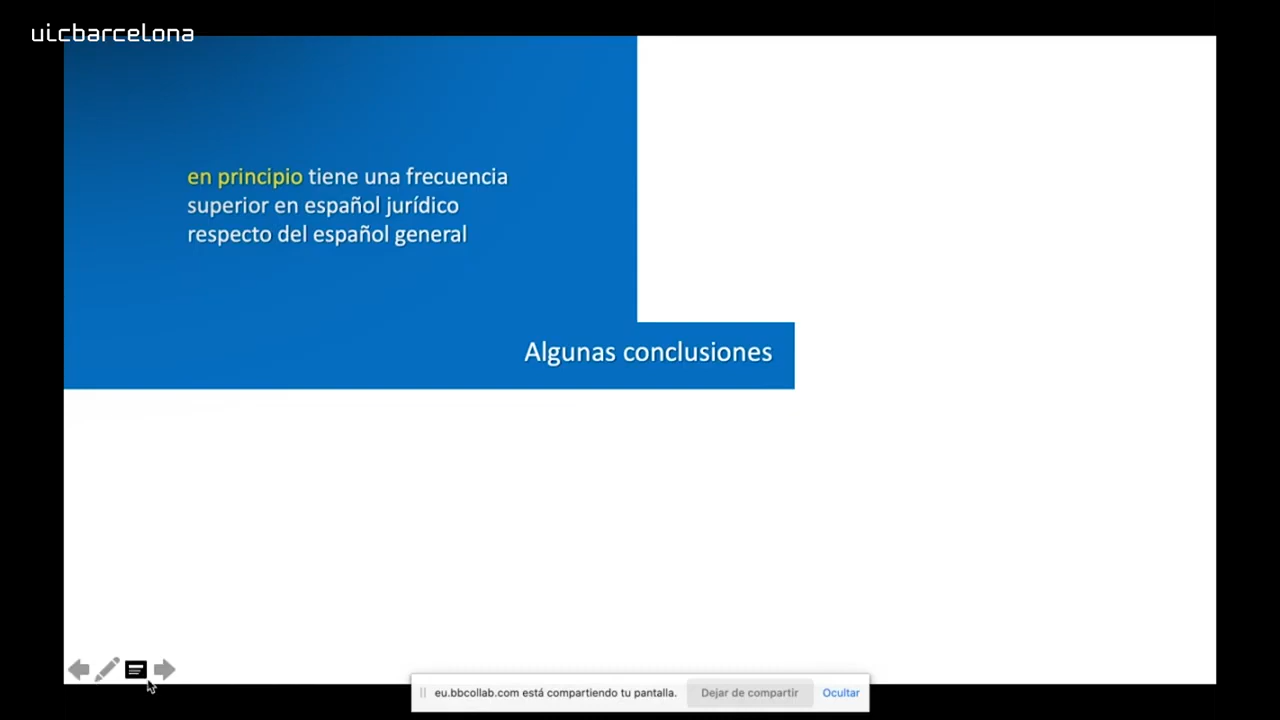 uicbarcelona
en principio tiene una frecuencia
superior en español jurídico
respecto del español general
Algunas conclusiones
eu.bbcollab.com está compartiendo tu pantalla. Dejar de compartir Ocultar